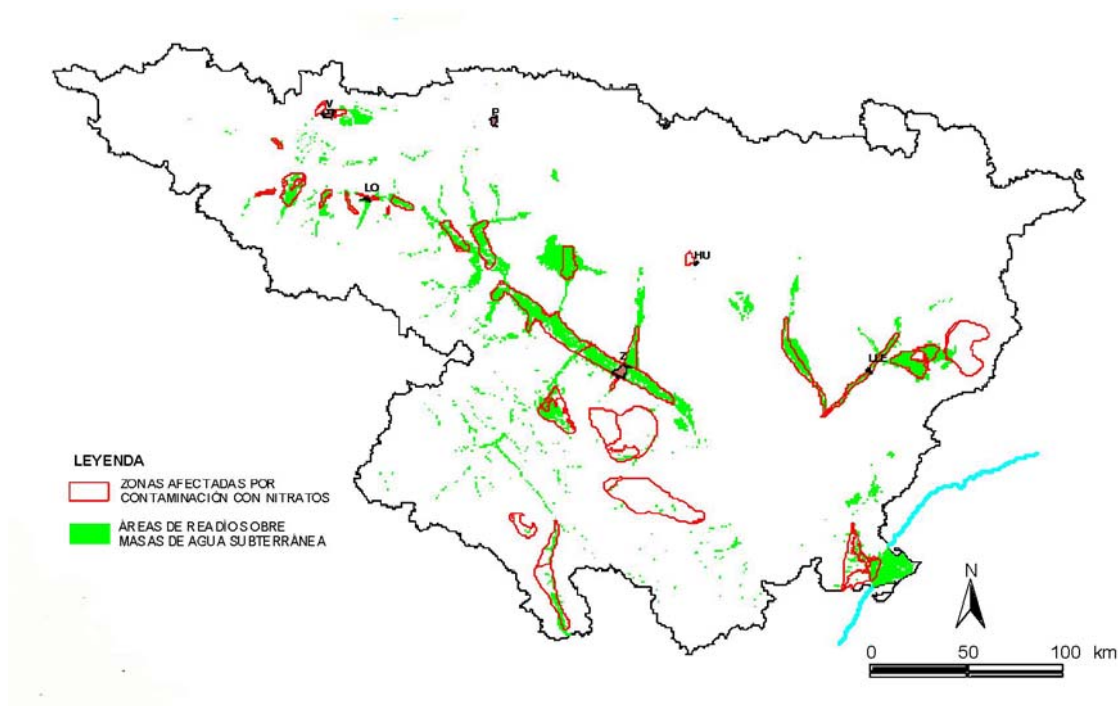 V
P
LO
HU
Z
LLE
LEYENDA
ZONAS AFECTADAS POR
CONTAMINACIÓN CON NITRATOS
ÁREAS DE READÍO SOBRE
MASAS DE AGUA SUBTERRÁNEA
N
0 50 100 km